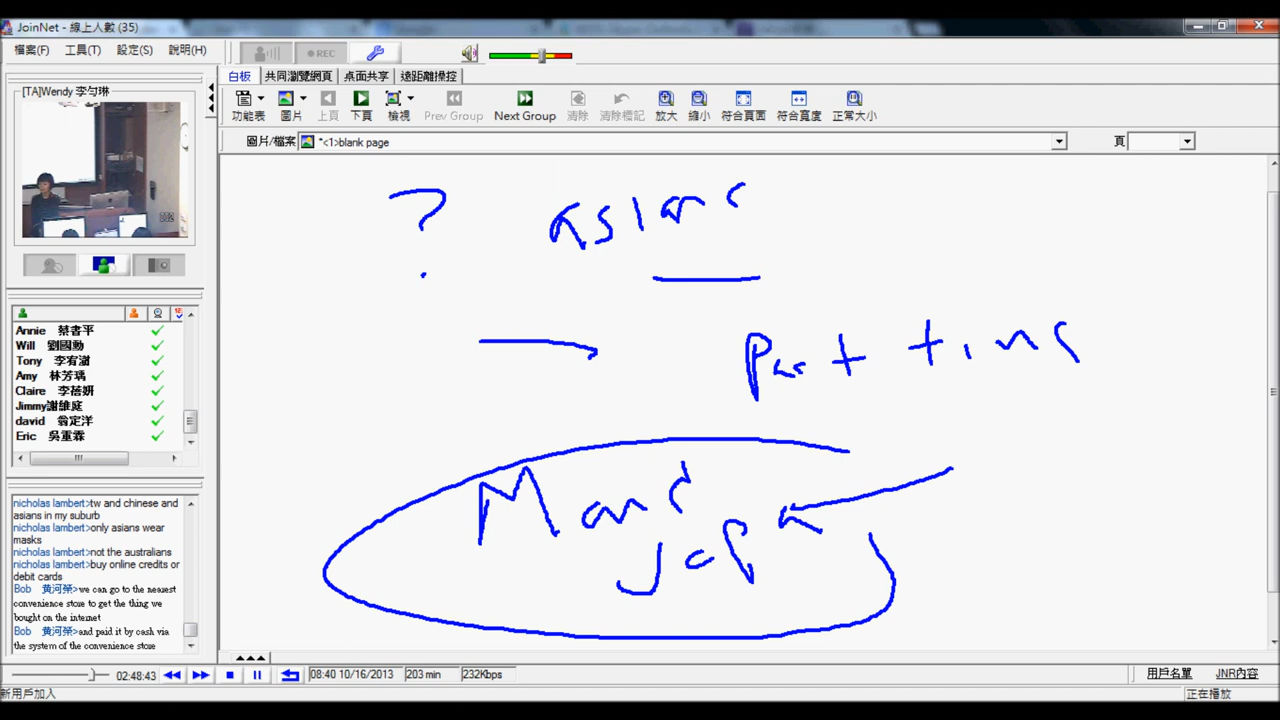 JoinNet - 線上人數 (35)
檔案(F) 工具(T) 設定(S) 說明(H)
REC
[TA]Wendy 李勻琳
白板 共同瀏覽網頁 桌面共享 遠距離操控
功能表 圖片 上頁 下頁 檢視 Prev Group Next Group 清除 清除標記 放大 縮小 符合頁面 符合寬度 正常大小
圖片/檔案 *<1>blank page 頁
? asians
part time
Mand
Jap
Annie 蔡書平
Will 劉國勳
Tony 李宥澍
Amy 林芳瑀
Claire 李蓓妍
Jimmy謝維庭
david 翁定洋
Eric 吳重霖
nicholas lambert>tw and chinese and
asians in my suburb
nicholas lambert>only asians wear
masks
nicholas lambert>not the australians
nicholas lambert>buy online credits or
debit cards
Bob 黃河榮>we can go to the nearest
convenience store to get the thing we
bought on the internet
Bob 黃河榮>and paid it by cash via
the system of the convenience store
02:48:43 08:40 10/16/2013 203 min 232Kbps 用戶名單 JNR內容
新用戶加入 正在播放